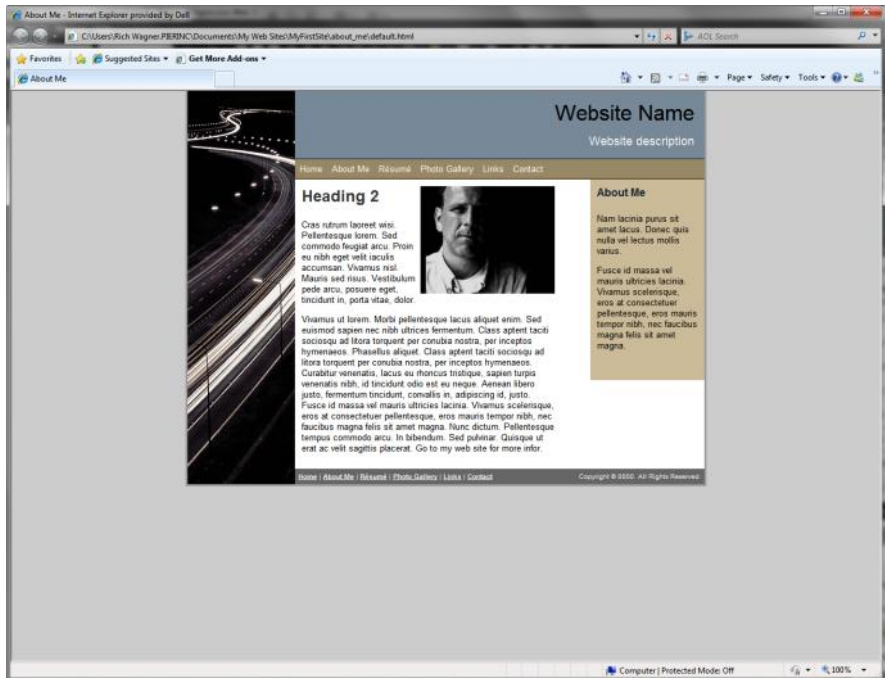 About Me - Internet Explorer provided by Dell
C:\Users\Rich Wagner.PIERINC\Documents\My Web Sites\MyFirstSite\about_me\default.html
AOL Search
Favorites Suggested Sites Get More Add-ons
About Me
Page Safety Tools
Website Name
Website description
Home About Me Résumé Photo Gallery Links Contact
Heading 2
Cras rutrum laoreet wisi.
Pellentesque lorem. Sed
commodo feugiat arcu. Proin
eu nibh eget velit iaculis
accumsan. Vivamus nisl.
Mauris sed risus. Vestibulum
pede arcu, posuere eget,
tincidunt in, porta vitae, dolor.
Vivamus ut lorem. Morbi pellentesque lacus aliquet enim. Sed
euismod sapien nec nibh ultrices fermentum. Class aptent taciti
sociosqu ad litora torquent per conubia nostra, per inceptos
hymenaeos. Phasellus aliquet. Class aptent taciti sociosqu ad
litora torquent per conubia nostra, per inceptos hymenaeos.
Curabitur venenatis, lacus eu rhoncus tristique, sapien turpis
venenatis nibh, id tincidunt odio est eu neque. Aenean libero
justo, fermentum tincidunt, convallis in, adipiscing id, justo.
Fusce id massa vel mauris ultricies lacinia. Vivamus scelerisque,
eros at consectetuer pellentesque, eros mauris tempor nibh, nec
faucibus magna felis sit amet magna. Nunc dictum. Pellentesque
tempus commodo arcu. In bibendum. Sed pulvinar. Quisque ut
erat ac velit sagittis placerat. Go to my web site for more infor.
About Me
Nam lacinia purus sit
amet lacus. Donec quis
nulla vel lectus mollis
varius.
Fusce id massa vel
mauris ultricies lacinia.
Vivamus scelerisque,
eros at consectetuer
pellentesque, eros mauris
tempor nibh, nec faucibus
magna felis sit amet
magna.
Home | About Me | Résumé | Photo Gallery | Links | Contact
Copyright © 0000. All Rights Reserved.
Computer | Protected Mode: Off
100%